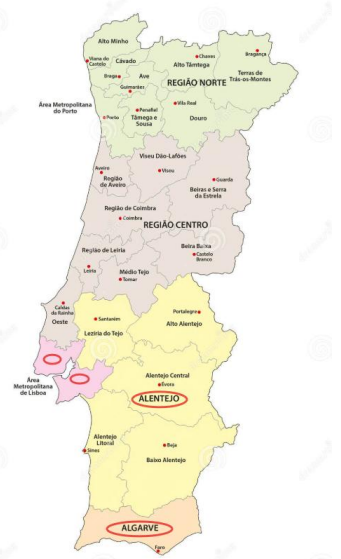 Alto Minho
Viana do
Castelo
Cávado
Braga
Ave
Guimarães
Alto Tâmtega
Chaves
Bragança
Terras de
Trás-os-Montes
REGIÃO NORTE
Área Metropolitana
do Porto
Porto
Penafiel
Tâmega e
Sousa
Vila Real
Douro
Viseu Dão-Lafões
Viseu
Aveiro
Região
de Aveiro
Guarda
Beiras e Serra
da Estrela
Região de Coimbra
Coimbra
REGIÃO CENTRO
Região de Leiria
Leiria
Beira Baixa
Castelo
Branco
Médio Tejo
Tomar
Caldas
da Rainha
Oeste
Santarém
Lezíria do Tejo
Portalegre
Alto Alentejo
Área
Metropolitana
de Lisboa
Alentejo Central
Évora
ALENTEJO
Alentejo
Litoral
Sines
Beja
Baixo Alentejo
ALGARVE
Faro